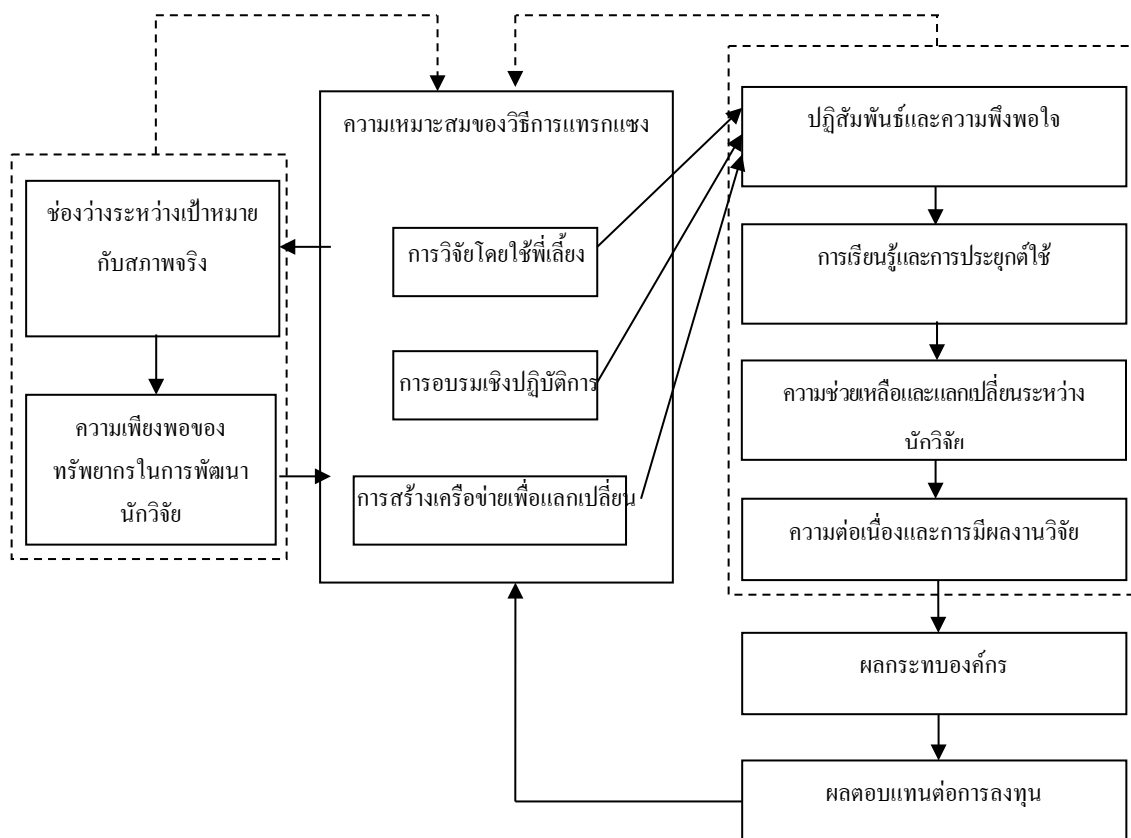 ความเหมาะสมของวิธีการแทรกแซง
ช่องว่างระหว่างเป้าหมาย
กับสภาพจริง
ความเพียงพอของ
ทรัพยากรในการพัฒนา
นักวิจัย
การวิจัยโดยใช้พี่เลี้ยง
การอบรมเชิงปฏิบัติการ
การสร้างเครือข่ายเพื่อแลกเปลี่ยน
ปฏิสัมพันธ์และความพึงพอใจ
การเรียนรู้และการประยุกต์ใช้
ความช่วยเหลือและแลกเปลี่ยนระหว่าง
นักวิจัย
ความต่อเนื่องและการมีผลงานวิจัย
ผลกระทบองค์กร
ผลตอบแทนต่อการลงทุน